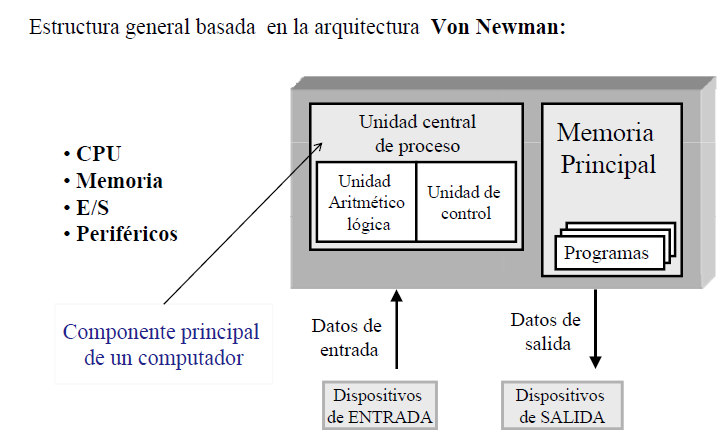 Estructura general basada en la arquitectura Von Newman:
• CPU
• Memoria
• E/S
• Periféricos
Componente principal
de un computador
Unidad central
de proceso
Unidad
Aritmético
lógica
Unidad de
control
Memoria
Principal
Programas
Datos de
entrada
Datos de
salida
Dispositivos
de ENTRADA
Dispositivos
de SALIDA